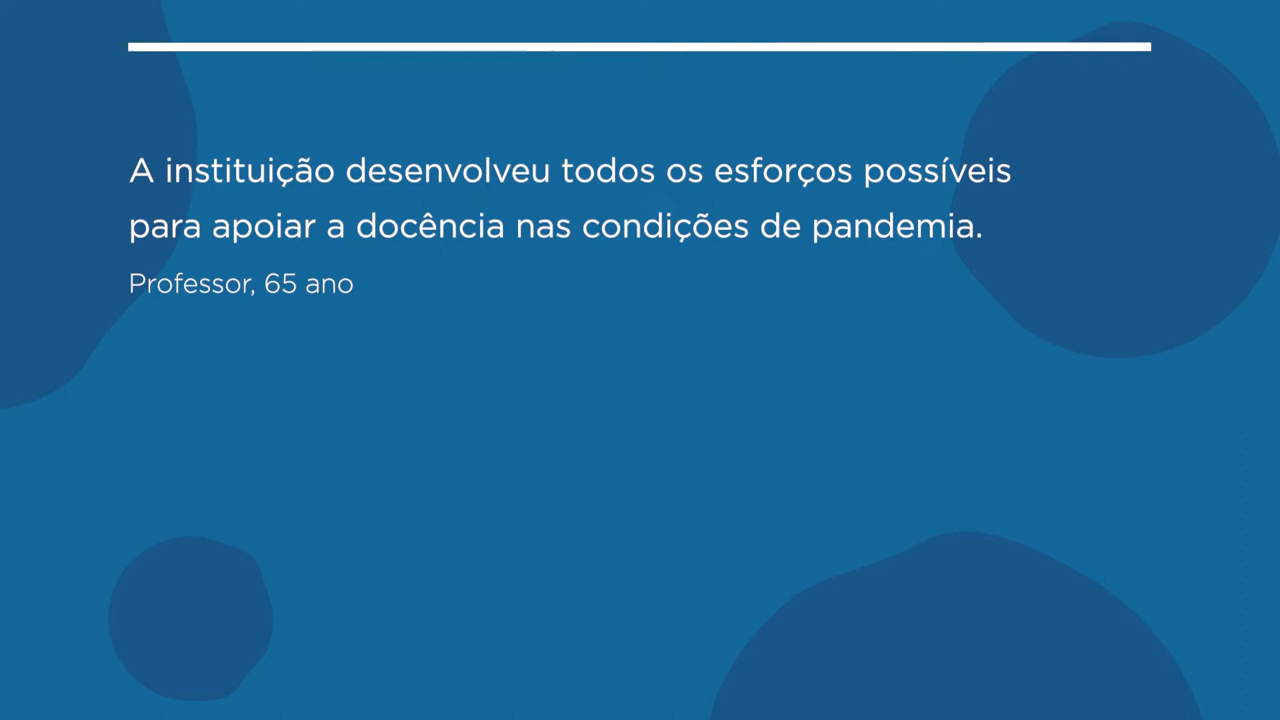 A instituição desenvolveu todos os esforços possíveis
para apoiar a docência nas condições de pandemia.
Professor, 65 ano